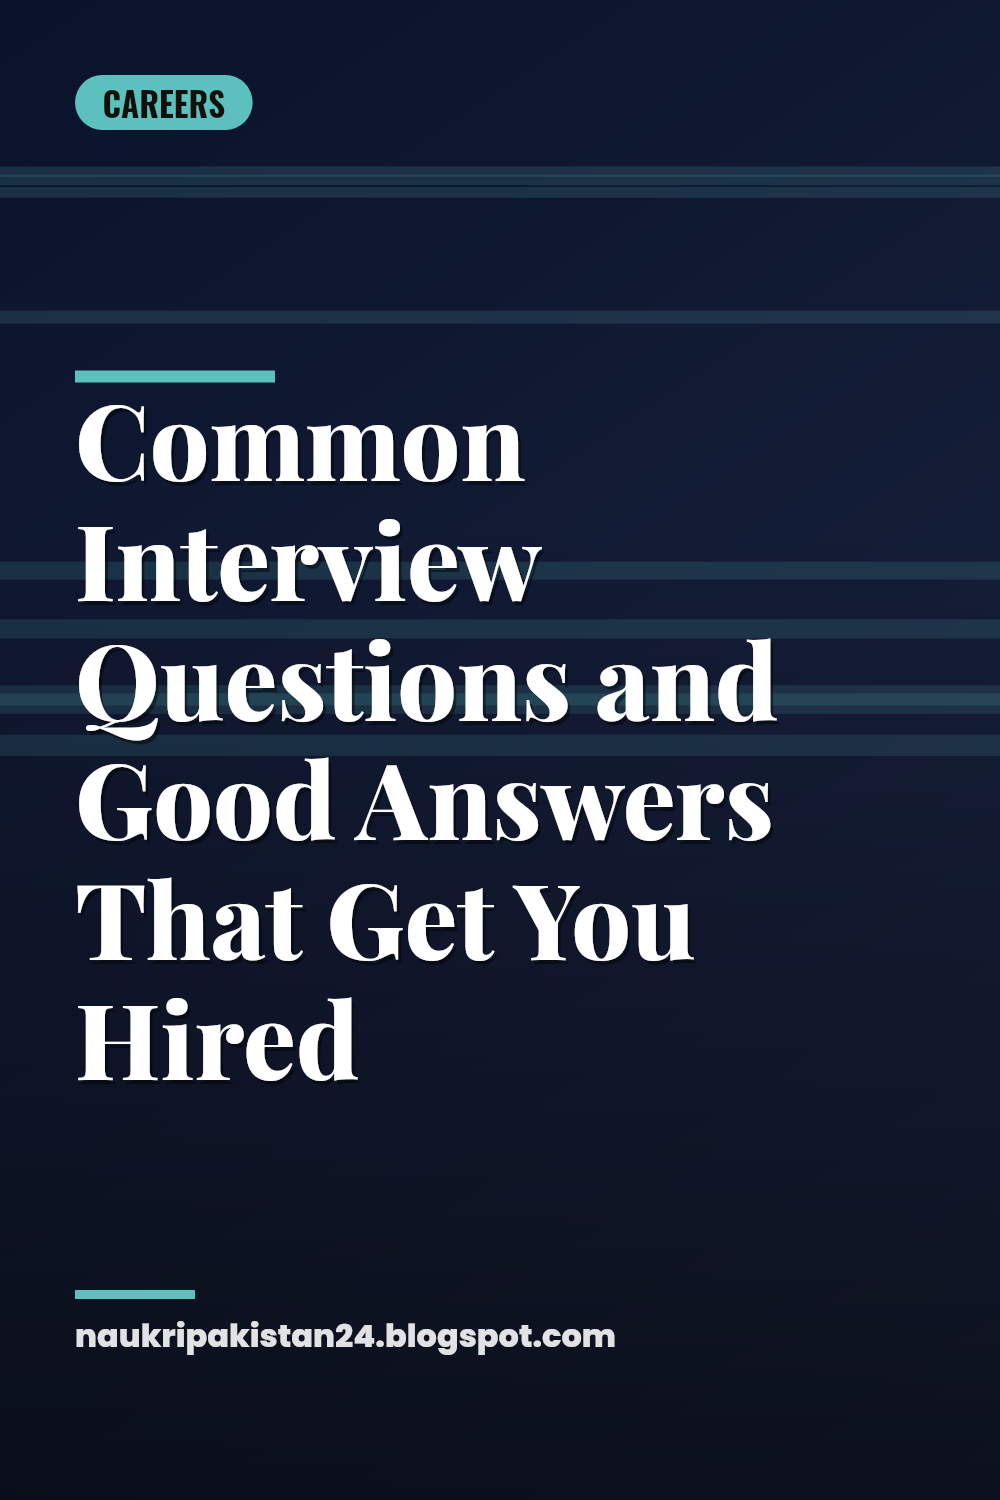 CAREERS
Common
Interview
Questions and
Good Answers
That Get You
Hired
naukripakistan24.blogspot.com